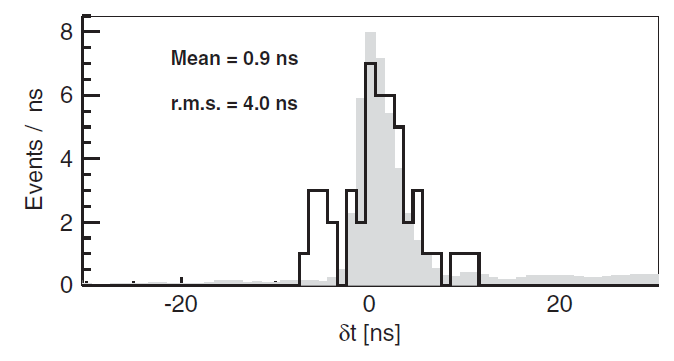 Events / ns
8
6
4
2
0
Mean = 0.9 ns
r.m.s. = 4.0 ns
-20 0 20
δt [ns]